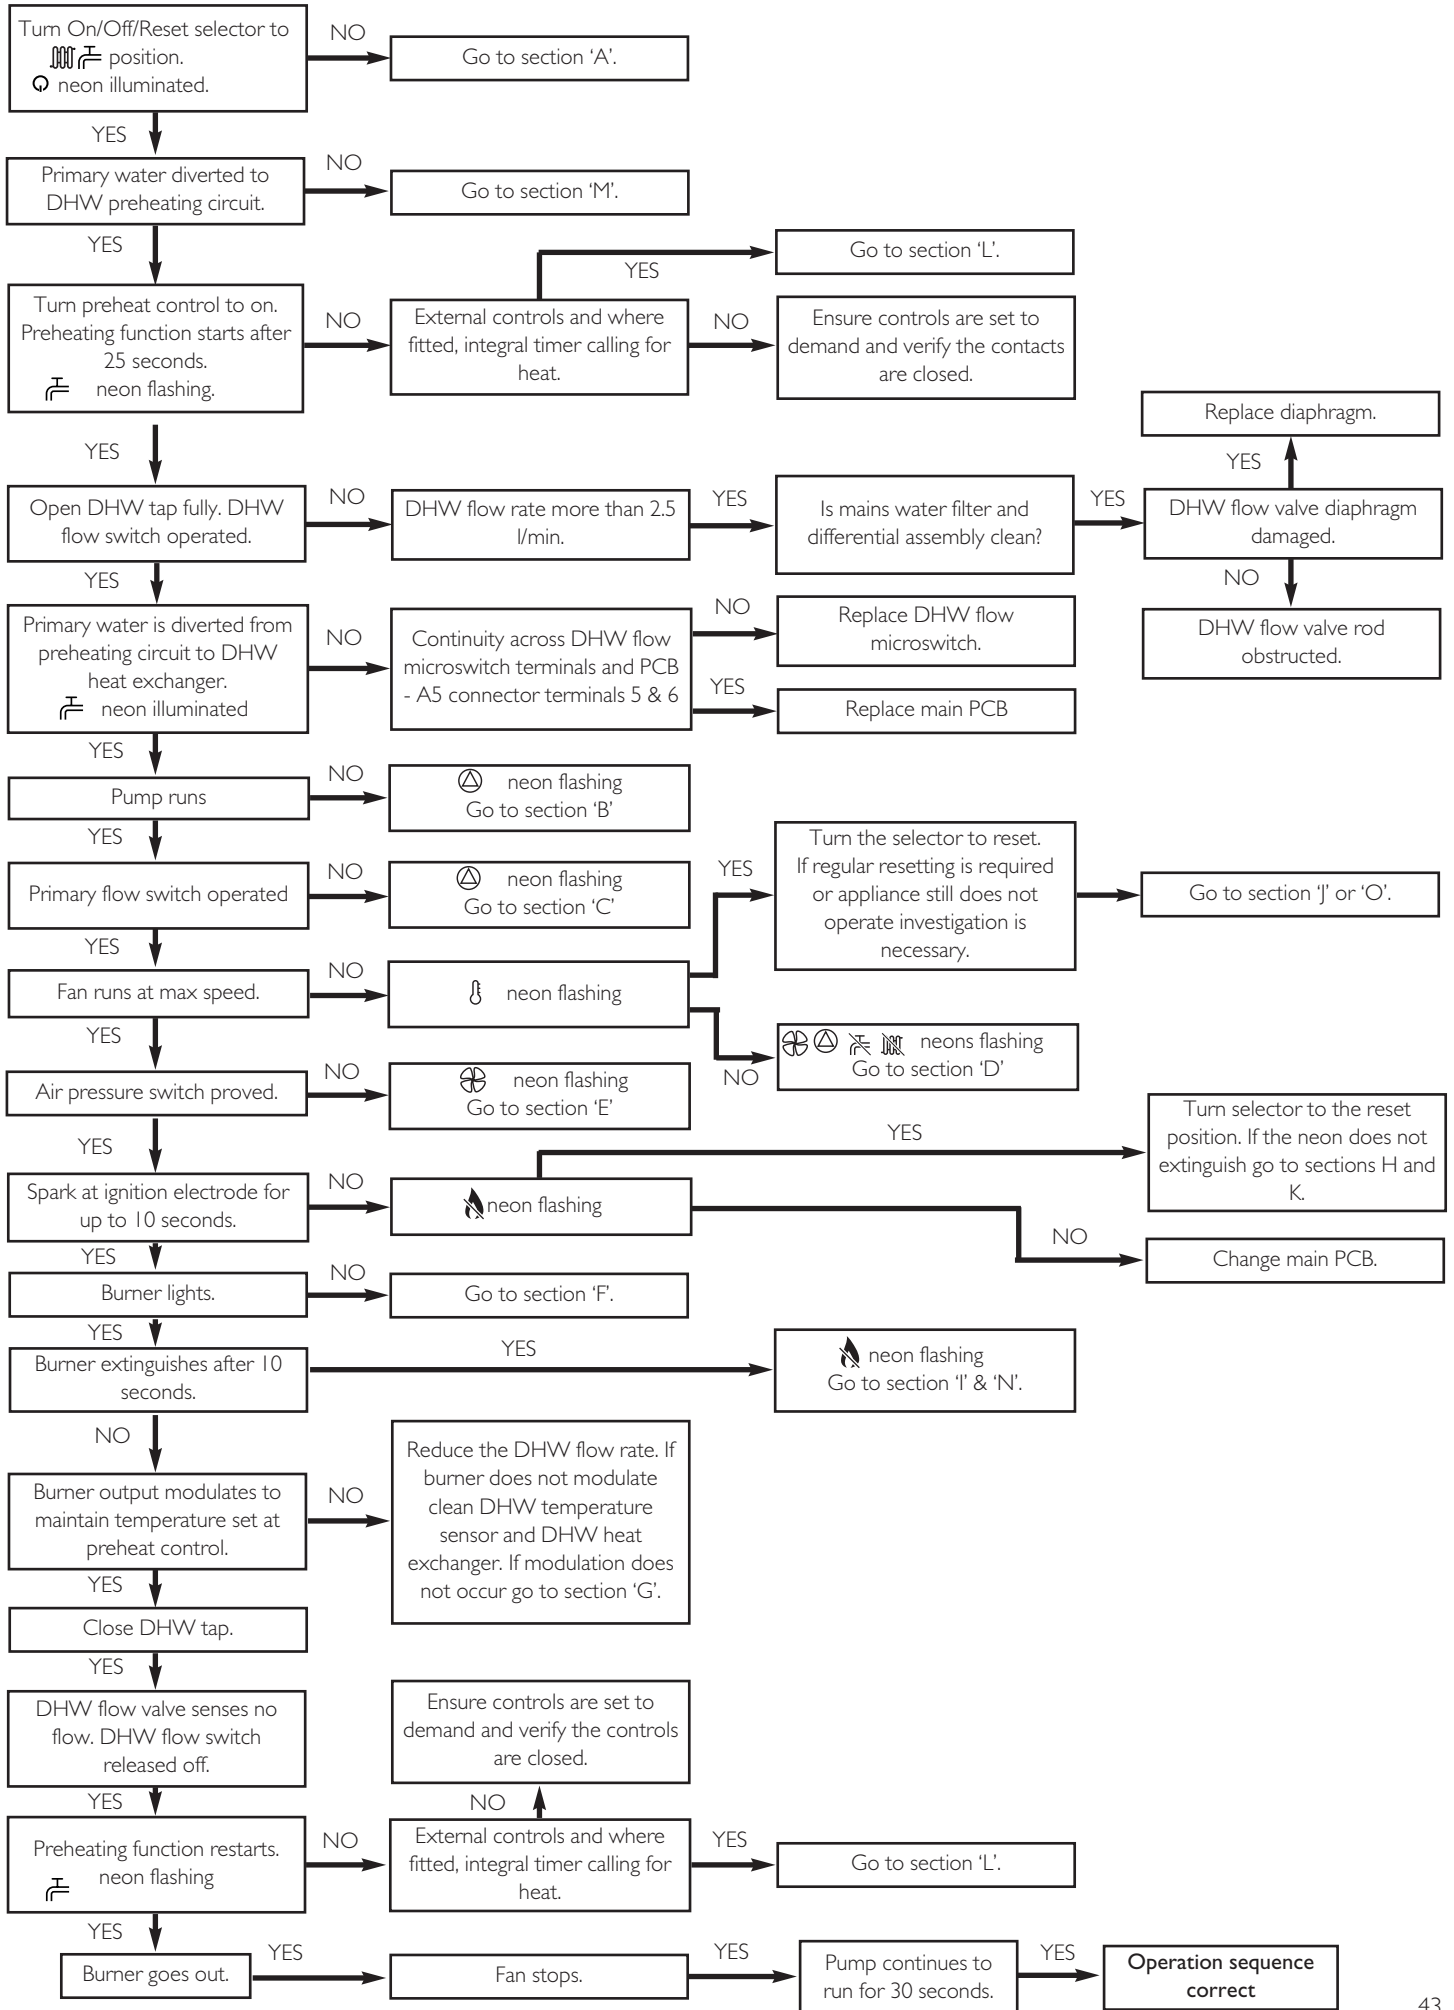 Turn On/Off/Reset selector to
position.
neon illuminated.
NO
Go to section ‘A’.
YES
Primary water diverted to
DHW preheating circuit.
NO
Go to section ‘M’.
YES
Turn preheat control to on.
Preheating function starts after
25 seconds.
neon flashing.
NO
External controls and where
fitted, integral timer calling for
heat.
YES
Go to section ‘L’.
NO
Ensure controls are set to
demand and verify the contacts
are closed.
YES
Open DHW tap fully. DHW
flow switch operated.
NO
DHW flow rate more than 2.5
l/min.
YES
Is mains water filter and
differential assembly clean?
YES
DHW flow valve diaphragm
damaged.
YES
Replace diaphragm.
NO
DHW flow valve rod
obstructed.
YES
Primary water is diverted from
preheating circuit to DHW
heat exchanger.
neon illuminated
NO
Continuity across DHW flow
microswitch terminals and PCB
- A5 connector terminals 5 & 6
NO
Replace DHW flow
microswitch.
YES
Replace main PCB
YES
Pump runs
NO
neon flashing
Go to section ‘B’
YES
Primary flow switch operated
NO
neon flashing
Go to section ‘C’
YES
Fan runs at max speed.
NO
neon flashing
YES
Turn the selector to reset.
If regular resetting is required
or appliance still does not
operate investigation is
necessary.
Go to section ‘J’ or ‘O’.
NO
neons flashing
Go to section ‘D’
YES
Air pressure switch proved.
NO
neon flashing
Go to section ‘E’
YES
Spark at ignition electrode for
up to 10 seconds.
NO
neon flashing
YES
Turn selector to the reset
position. If the neon does not
extinguish go to sections H and
K.
NO
Change main PCB.
YES
Burner lights.
NO
Go to section ‘F’.
YES
Burner extinguishes after 10
seconds.
YES
neon flashing
Go to section ‘I’ & ‘N’.
NO
Burner output modulates to
maintain temperature set at
preheat control.
NO
Reduce the DHW flow rate. If
burner does not modulate
clean DHW temperature
sensor and DHW heat
exchanger. If modulation does
not occur go to section ‘G’.
YES
Close DHW tap.
YES
DHW flow valve senses no
flow. DHW flow switch
released off.
YES
Preheating function restarts.
neon flashing
NO
External controls and where
fitted, integral timer calling for
heat.
NO
Ensure controls are set to
demand and verify the controls
are closed.
YES
Go to section ‘L’.
YES
Burner goes out.
YES
Fan stops.
YES
Pump continues to
run for 30 seconds.
YES
Operation sequence
correct
43